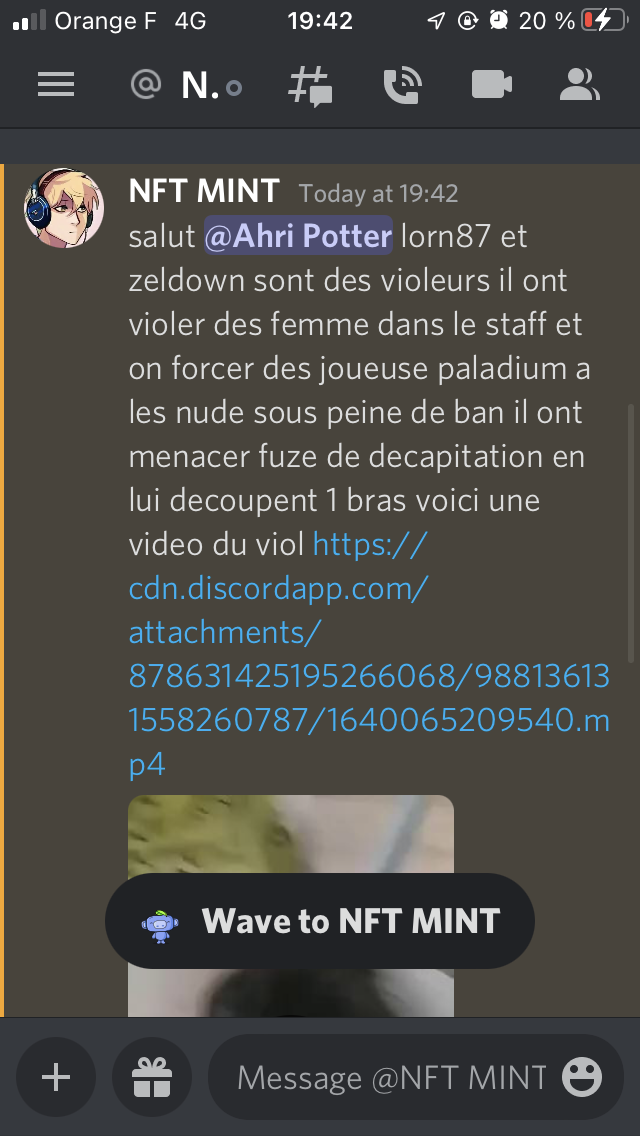 Orange F 4G 19:42 20 %
@ N.
NFT MINT Today at 19:42
salut @Ahri Potter lorn87 et
zeldown sont des violeurs il ont
violer des femme dans le staff et
on forcer des joueuse paladium a
les nude sous peine de ban il ont
menacer fuze de decapitation en
lui decoupent 1 bras voici une
video du viol https://
cdn.discordapp.com/
attachments/
878631425195266068/98813613
1558260787/1640065209540.m
p4
Wave to NFT MINT
Message @NFT MINT